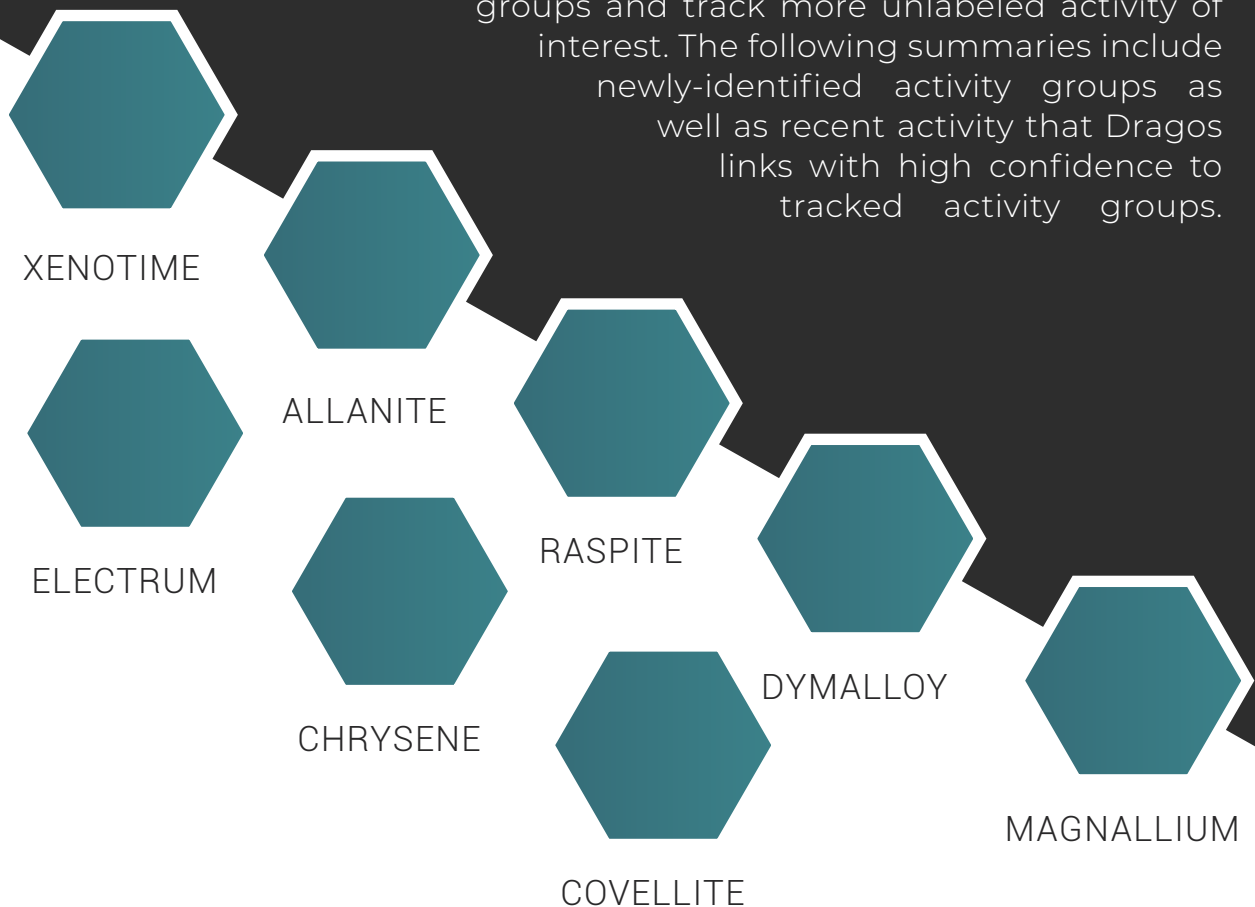 groups and track more unlabeled activity of
interest. The following summaries include
newly-identified activity groups as
well as recent activity that Dragos
links with high confidence to
tracked activity groups.
XENOTIME
ALLANITE
RASPITE
ELECTRUM
DYMALLOY
CHRYSENE
MAGNALLIUM
COVELLITE